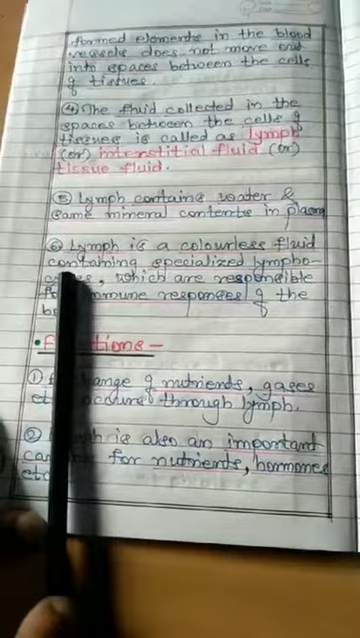 formed elements in the blood
vessels does not move out
into spaces between the cells
of tissues.
④ The fluid collected in the
spaces between the cells of
tissues is called as lymph
(or) interstitial fluid (or)
tissue fluid.
⑤ Lymph contains water &
same mineral contents in plasma
⑥ Lymph is a colourless fluid
containing specialized lympho-
which are responsible
immune responses of the
① nutrients, gases
through lymph.
② is also an important
for nutrients, hormones